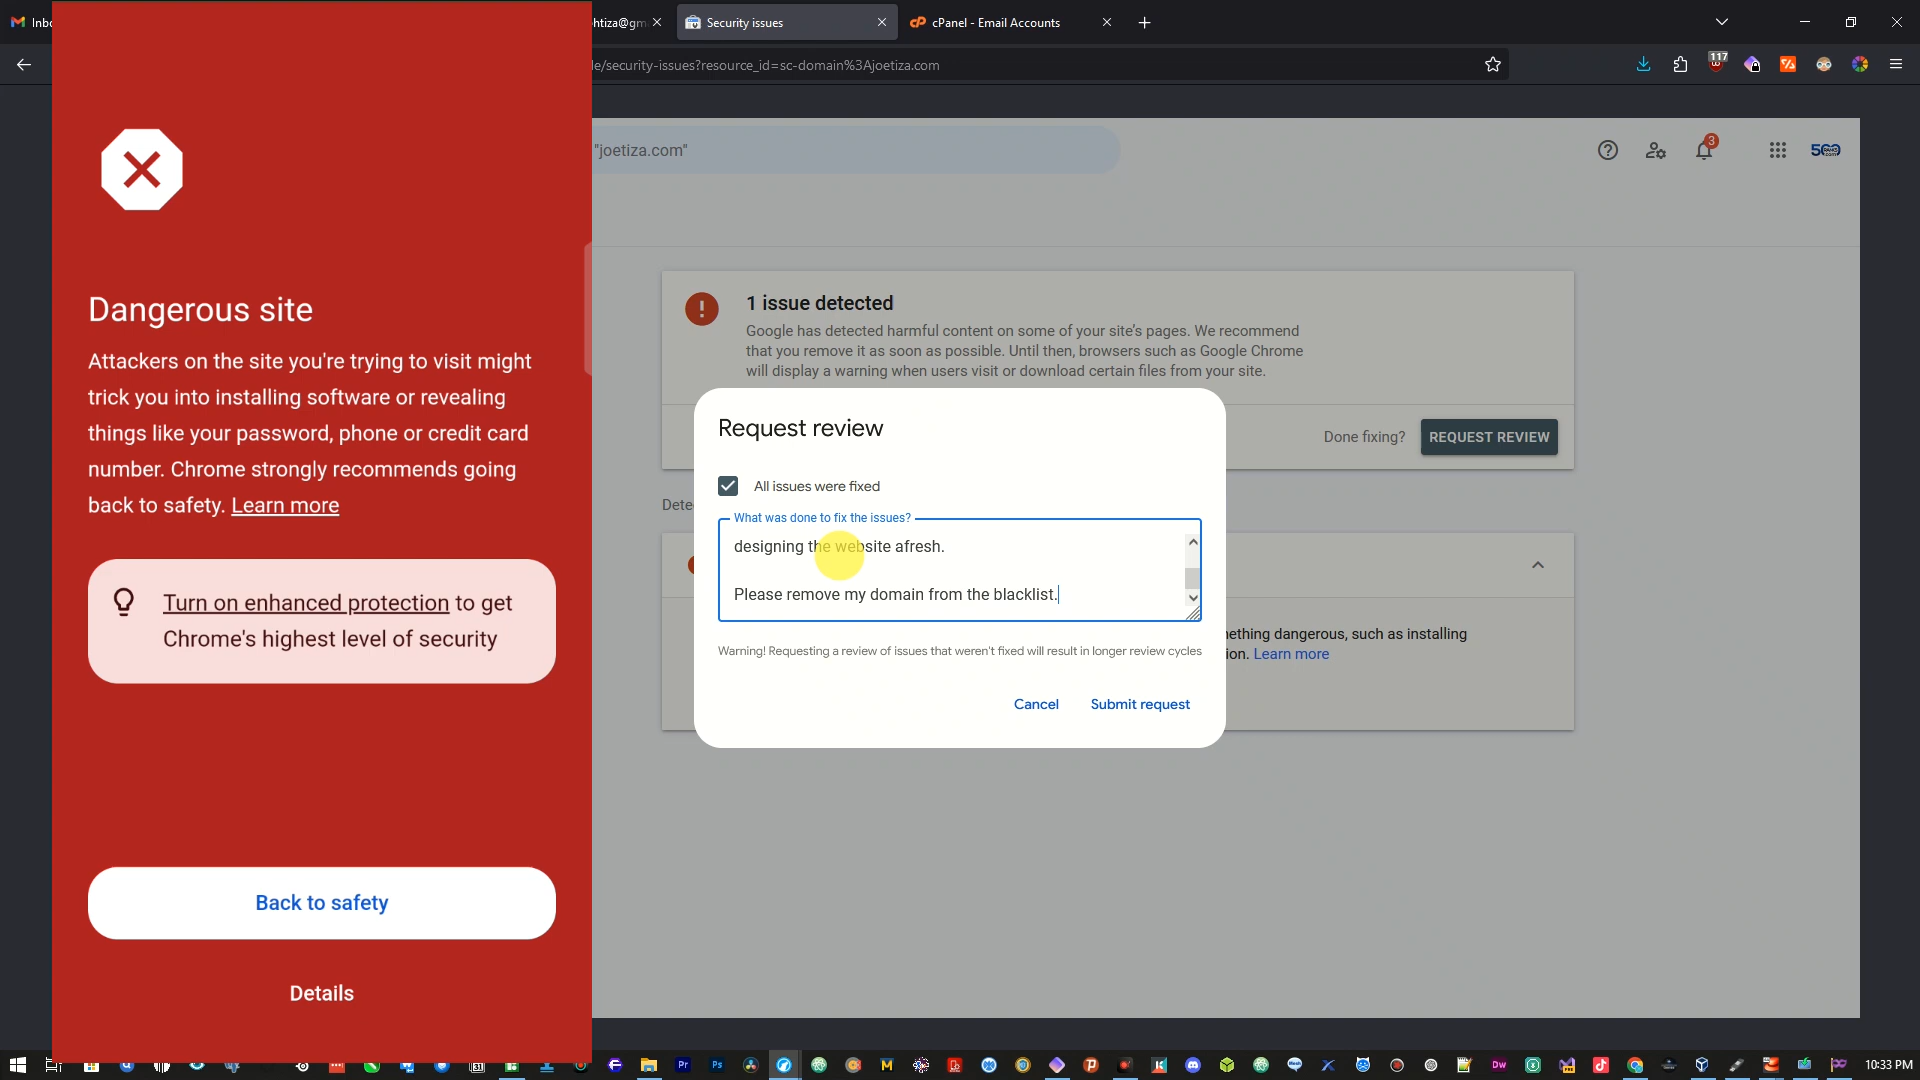 Inbo
ohtiza@gm
Security issues
cPanel - Email Accounts
le/security-issues?resource_id=sc-domain%3Ajoetiza.com
117
"joetiza.com"
3
Dangerous site
Attackers on the site you're trying to visit might
trick you into installing software or revealing
things like your password, phone or credit card
number. Chrome strongly recommends going
back to safety. Learn more
Turn on enhanced protection to get
Chrome's highest level of security
Back to safety
Details
1 issue detected
Google has detected harmful content on some of your site's pages. We recommend
that you remove it as soon as possible. Until then, browsers such as Google Chrome
will display a warning when users visit or download certain files from your site.
Done fixing?
REQUEST REVIEW
Dete
Request review
All issues were fixed
What was done to fix the issues?
designing the website afresh.
Please remove my domain from the blacklist.
Warning! Requesting a review of issues that weren't fixed will result in longer review cycles
Cancel
Submit request
ething dangerous, such as installing
ion. Learn more
10:33 PM